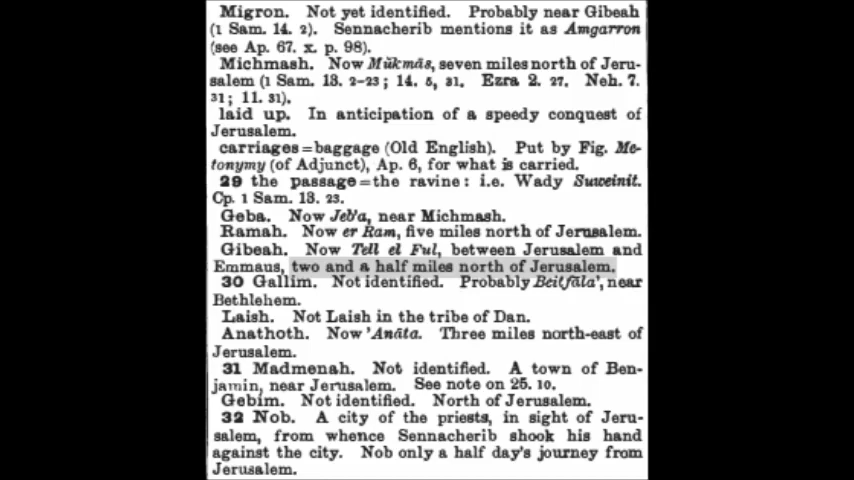 Migron. Not yet identified. Probably near Gibeah
(1 Sam. 14. 2). Sennacherib mentions it as Amgarron
(see Ap. 67. x. p. 98).
Michmash. Now Mŭkmās, seven miles north of Jeru-
salem (1 Sam. 13. 2-23; 14. 5, 31. Ezra 2. 27. Neh. 7.
31; 11. 31).
laid up. In anticipation of a speedy conquest of
Jerusalem.
carriages=baggage (Old English). Put by Fig. Me-
tonymy (of Adjunct), Ap. 6, for what is carried.
29 the passage=the ravine: i.e. Wady Suweinit.
Cp. 1 Sam. 13. 23.
Geba. Now Jeb'a, near Michmash.
Ramah. Now er Ram, five miles north of Jerusalem.
Gibeah. Now Tell el Ful, between Jerusalem and
Emmaus, two and a half miles north of Jerusalem.
30 Gallim. Not identified. Probably Beitfāla', near
Bethlehem.
Laish. Not Laish in the tribe of Dan.
Anathoth. Now 'Anāta. Three miles north-east of
Jerusalem.
31 Madmenah. Not identified. A town of Ben-
jamin, near Jerusalem. See note on 25. 10.
Gebim. Not identified. North of Jerusalem.
32 Nob. A city of the priests, in sight of Jeru-
salem, from whence Sennacherib shook his hand
against the city. Nob only a half day's journey from
Jerusalem.